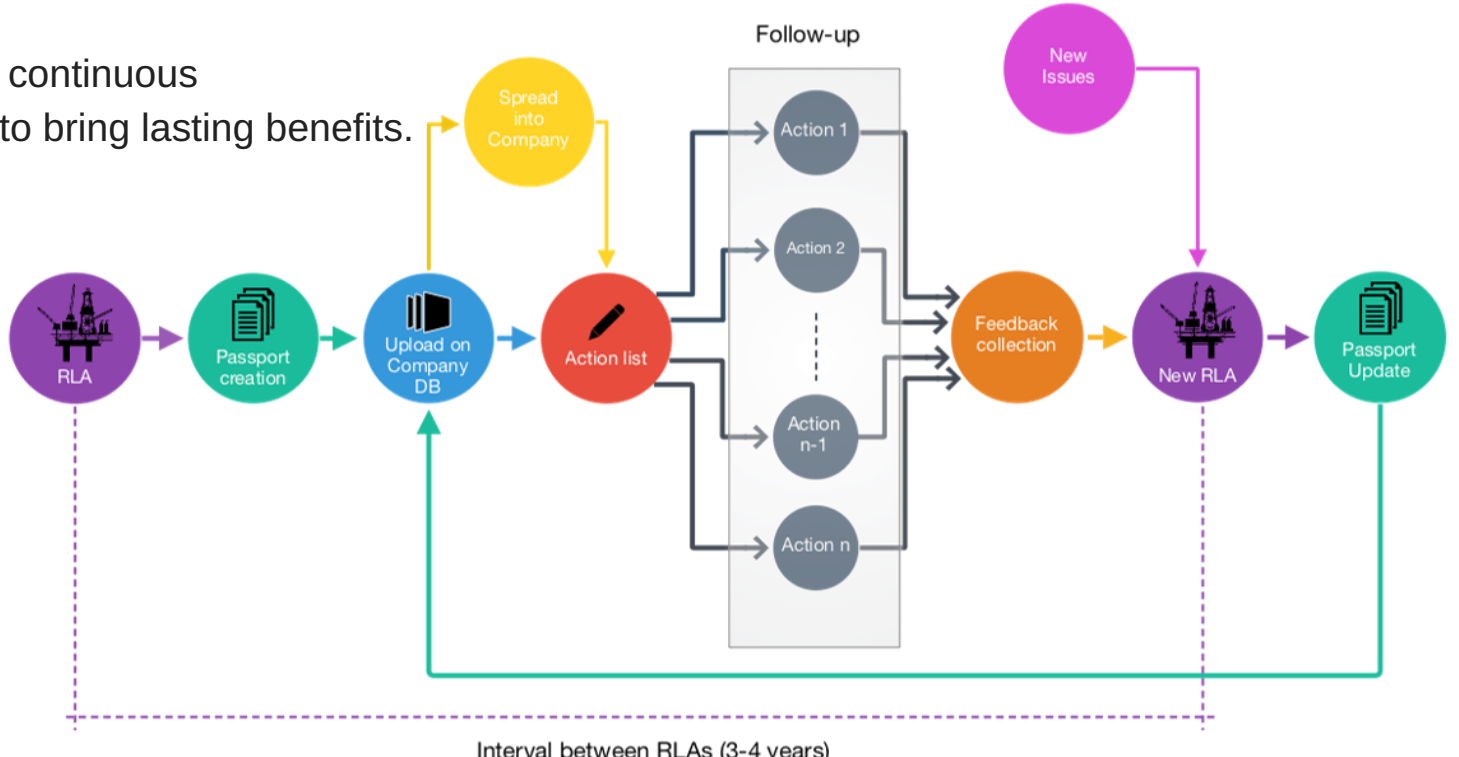 continuous
to bring lasting benefits.
Follow-up
New
Issues
Spread
into
Company
Action 1
Action 2
RLA
Passport
creation
Upload on
Company
DB
Action list
Feedback
collection
New RLA
Passport
Update
Action
n-1
Action n
Interval between RLAs (3-4 years)